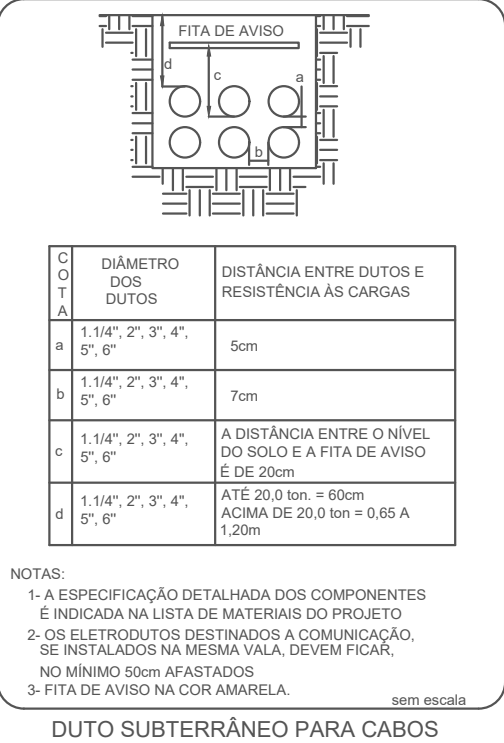 FITA DE AVISO
d
c
a
b
COTA
DIÂMETRO
DOS
DUTOS
DISTÂNCIA ENTRE DUTOS E
RESISTÊNCIA ÀS CARGAS
a
1.1/4", 2", 3", 4",
5", 6"
5cm
b
1.1/4", 2", 3", 4",
5", 6"
7cm
c
1.1/4", 2", 3", 4",
5", 6"
A DISTÂNCIA ENTRE O NÍVEL
DO SOLO E A FITA DE AVISO
É DE 20cm
d
1.1/4", 2", 3", 4",
5", 6"
ATÉ 20,0 ton. = 60cm
ACIMA DE 20,0 ton = 0,65 A
1,20m
NOTAS:
1- A ESPECIFICAÇÃO DETALHADA DOS COMPONENTES
É INDICADA NA LISTA DE MATERIAIS DO PROJETO
2- OS ELETRODUTOS DESTINADOS A COMUNICAÇÃO,
SE INSTALADOS NA MESMA VALA, DEVEM FICAR,
NO MÍNIMO 50cm AFASTADOS
3- FITA DE AVISO NA COR AMARELA.
sem escala
DUTO SUBTERRÂNEO PARA CABOS